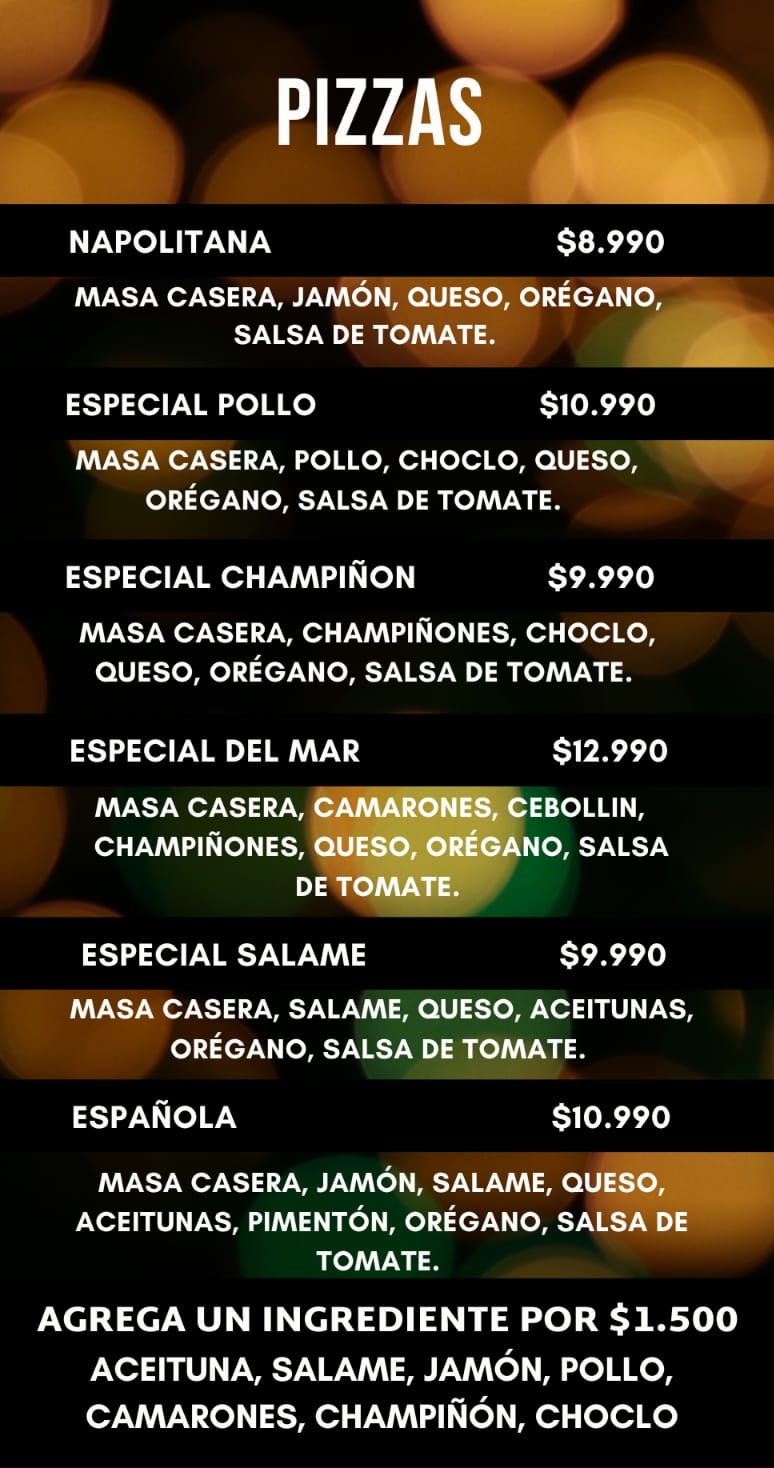 PIZZAS
NAPOLITANA $8.990
MASA CASERA, JAMÓN, QUESO, ORÉGANO,
SALSA DE TOMATE.
ESPECIAL POLLO $10.990
MASA CASERA, POLLO, CHOCLO, QUESO,
ORÉGANO, SALSA DE TOMATE.
ESPECIAL CHAMPIÑON $9.990
MASA CASERA, CHAMPIÑONES, CHOCLO,
QUESO, ORÉGANO, SALSA DE TOMATE.
ESPECIAL DEL MAR $12.990
MASA CASERA, CAMARONES, CEBOLLIN,
CHAMPIÑONES, QUESO, ORÉGANO, SALSA
DE TOMATE.
ESPECIAL SALAME $9.990
MASA CASERA, SALAME, QUESO, ACEITUNAS,
ORÉGANO, SALSA DE TOMATE.
ESPAÑOLA $10.990
MASA CASERA, JAMÓN, SALAME, QUESO,
ACEITUNAS, PIMENTÓN, ORÉGANO, SALSA DE
TOMATE.
AGREGA UN INGREDIENTE POR $1.500
ACEITUNA, SALAME, JAMÓN, POLLO,
CAMARONES, CHAMPIÑÓN, CHOCLO